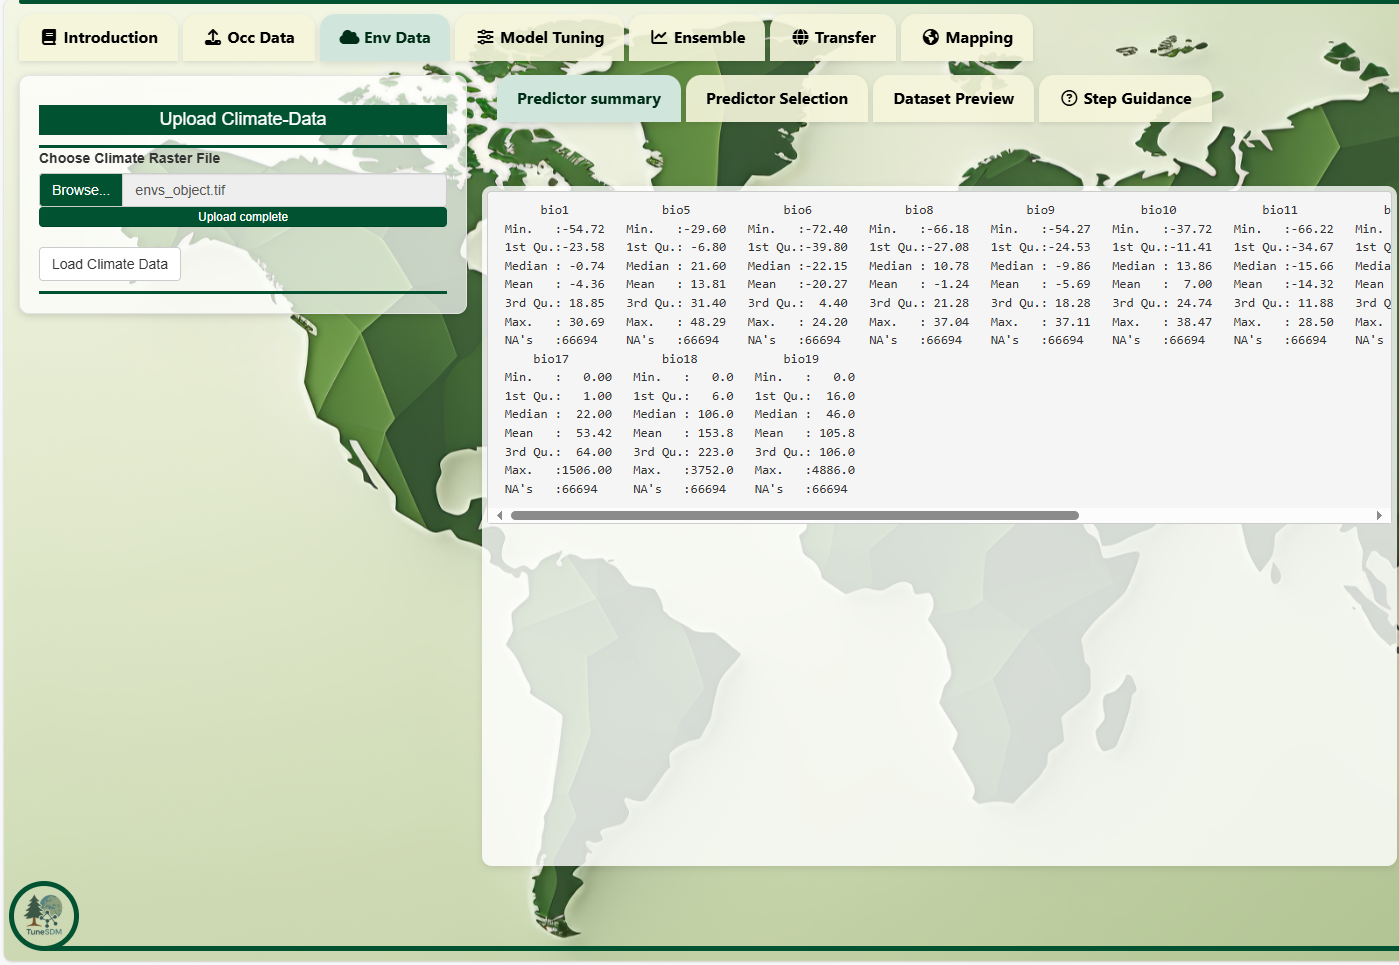 Introduction Occ Data Env Data Model Tuning Ensemble Transfer Mapping
Upload Climate-Data
Choose Climate Raster File
Browse... envs_object.tif
Upload complete
Load Climate Data
Predictor summary Predictor Selection Dataset Preview Step Guidance
bio1 bio5 bio6 bio8 bio9 bio10 bio11 b
Min. :-54.72 Min. :-29.60 Min. :-72.40 Min. :-66.18 Min. :-54.27 Min. :-37.72 Min. :-66.22 Min.
1st Qu.:-23.58 1st Qu.: -6.80 1st Qu.:-39.80 1st Qu.:-27.08 1st Qu.:-24.53 1st Qu.:-11.41 1st Qu.:-34.67 1st Q
Median : -0.74 Median : 21.60 Median :-22.15 Median : 10.78 Median : -9.86 Median : 13.86 Median :-15.66 Media
Mean : -4.36 Mean : 13.81 Mean :-20.27 Mean : -1.24 Mean : -5.69 Mean : 7.00 Mean :-14.32 Mean
3rd Qu.: 18.85 3rd Qu.: 31.40 3rd Qu.: 4.40 3rd Qu.: 21.28 3rd Qu.: 18.28 3rd Qu.: 24.74 3rd Qu.: 11.88 3rd Q
Max. : 30.69 Max. : 48.29 Max. : 24.20 Max. : 37.04 Max. : 37.11 Max. : 38.47 Max. : 28.50 Max.
NA's :66694 NA's :66694 NA's :66694 NA's :66694 NA's :66694 NA's :66694 NA's :66694 NA's
bio17 bio18 bio19
Min. : 0.00 Min. : 0.0 Min. : 0.0
1st Qu.: 1.00 1st Qu.: 6.0 1st Qu.: 16.0
Median : 22.00 Median : 106.0 Median : 46.0
Mean : 53.42 Mean : 153.8 Mean : 105.8
3rd Qu.: 64.00 3rd Qu.: 223.0 3rd Qu.: 106.0
Max. :1506.00 Max. :3752.0 Max. :4886.0
NA's :66694 NA's :66694 NA's :66694
TuneSDM